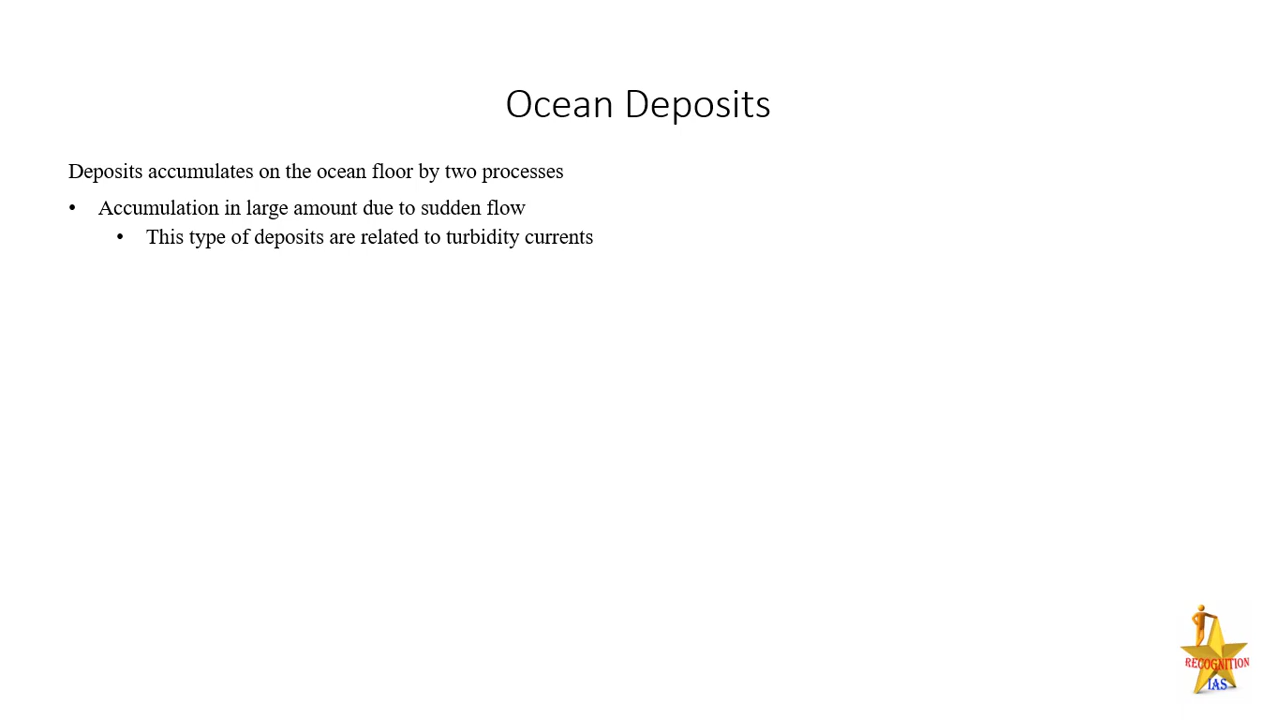 Ocean Deposits
Deposits accumulates on the ocean floor by two processes
• Accumulation in large amount due to sudden flow
• This type of deposits are related to turbidity currents
RECOGNITION
IAS